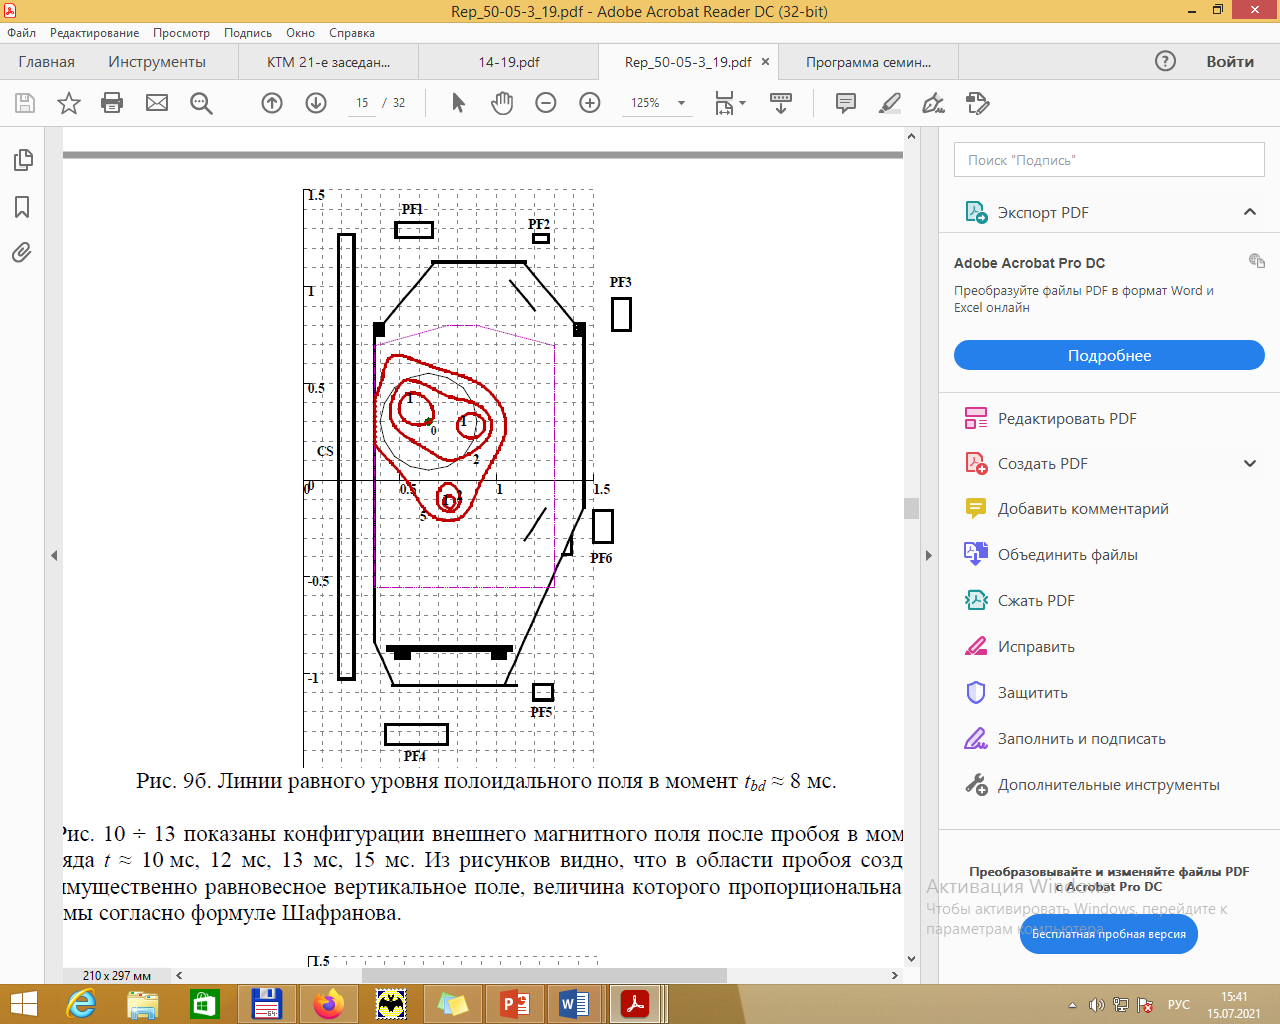 Rep_50-05-3_19.pdf - Adobe Acrobat Reader DC (32-bit)
Файл Редактирование Просмотр Подпись Окно Справка
Главная Инструменты КТМ 21-е заседан... 14-19.pdf Rep_50-05-3_19.pdf × Программа семин... Войти
15 / 32 125%
1.5
PF1
PF2
PF3
1
0.5
1
1
0
CS
2
0 0 0.5 1 1.5
1
2
5
PF6
-0.5
-1
PF5
PF4
Рис. 9б. Линии равного уровня полоидального поля в момент tbd ≈ 8 мс.
Рис. 10 ÷ 13 показаны конфигурации внешнего магнитного поля после пробоя в мом
яда t ≈ 10 мс, 12 мс, 13 мс, 15 мс. Из рисунков видно, что в области пробоя созд
имущественно равновесное вертикальное поле, величина которого пропорциональна
мы согласно формуле Шафранова.
1.5
210 x 297 мм
Поиск "Подпись"
Экспорт PDF
Adobe Acrobat Pro DC
Преобразуйте файлы PDF в формат Word и
Excel онлайн
Подробнее
Редактировать PDF
Создать PDF
Добавить комментарий
Объединить файлы
Сжать PDF
Исправить
Защитить
Заполнить и подписать
Дополнительные инструменты
Преобразовывайте и изменяйте файлы PDF
с Acrobat Pro DC
Активация Windows
Чтобы активировать Windows, перейдите к
параметрам компьютера.
Бесплатная пробная версия
64
РУС
15:41
15.07.2021